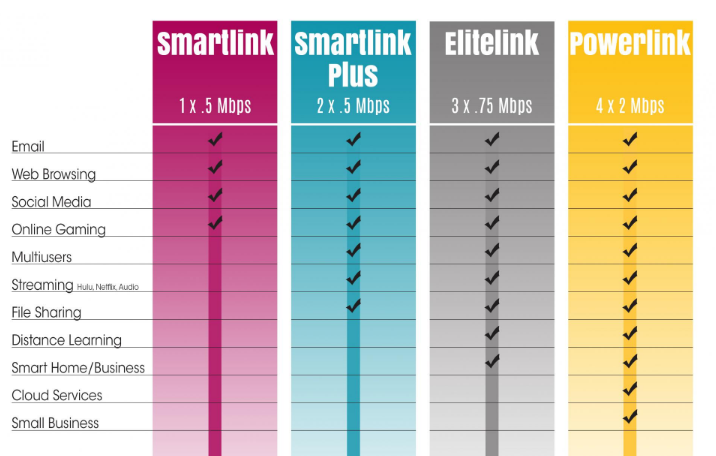 Smartlink
1 x .5 Mbps
Smartlink
Plus
2 x .5 Mbps
Elitelink
3 x .75 Mbps
Powerlink
4 x 2 Mbps
Email
Web Browsing
Social Media
Online Gaming
Multiusers
Streaming Hulu, Netflix, Audio
File Sharing
Distance Learning
Smart Home/Business
Cloud Services
Small Business